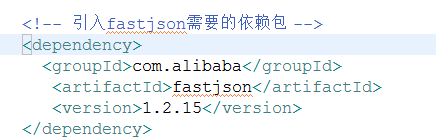 <!-- 引入fastjson需要的依赖包 -->
<dependency>
<groupId>com.alibaba</groupId>
<artifactId>fastjson</artifactId>
<version>1.2.15</version>
</dependency>